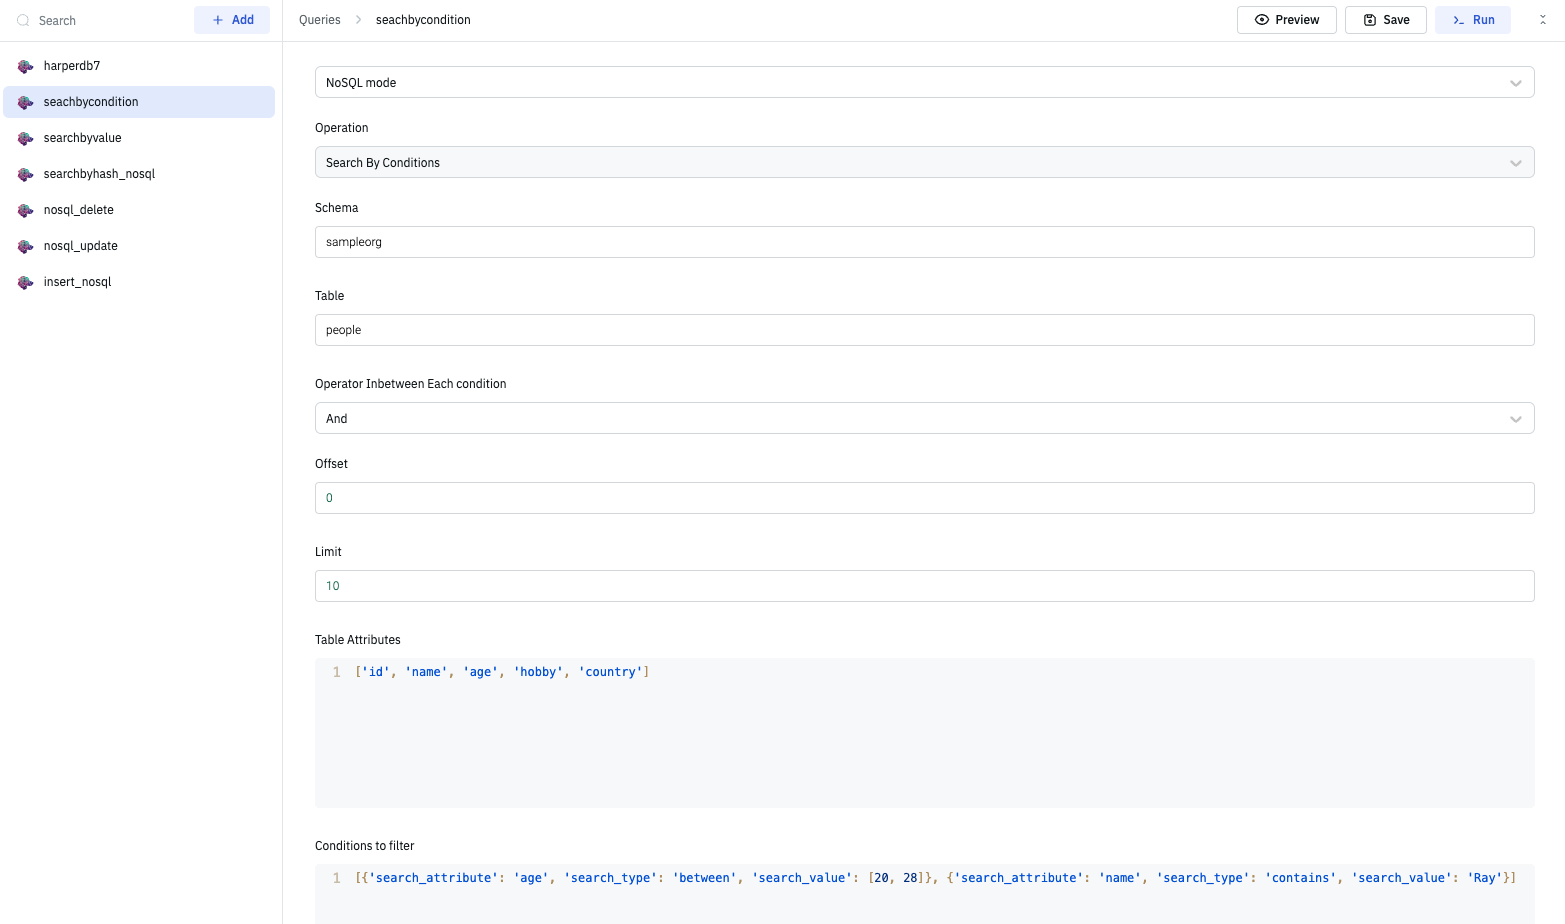 Search
Add
harperdb7
seachbycondition
searchbyvalue
searchbyhash_nosql
nosql_delete
nosql_update
insert_nosql
Queries > seachbycondition
Preview
Save
Run
NoSQL mode
Operation
Search By Conditions
Schema
sampleorg
Table
people
Operator Inbetween Each condition
And
Offset
0
Limit
10
Table Attributes
1 ['id', 'name', 'age', 'hobby', 'country']
Conditions to filter
1 [{'search_attribute': 'age', 'search_type': 'between', 'search_value': [20, 28]}, {'search_attribute': 'name', 'search_type': 'contains', 'search_value': 'Ray'}]